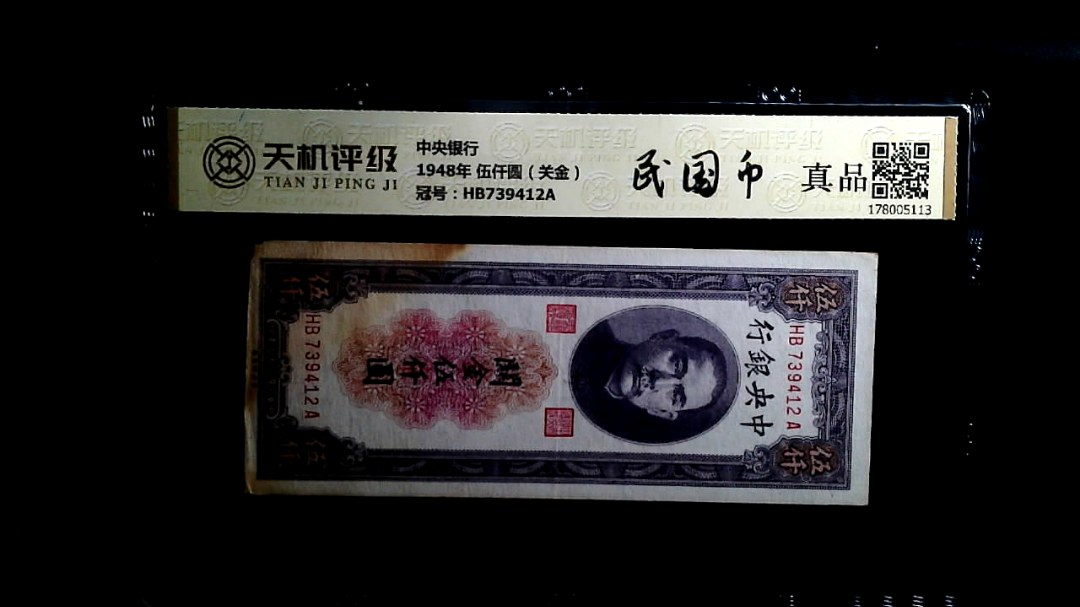 天机评级
TIAN JI PING JI
中央银行
1948年 伍仟圆（关金）
冠号：HB739412A
民国币
真品
178005113
伍仟
伍仟
HB739412A
中央銀行
關金伍仟圓
HB739412A
伍仟
伍仟